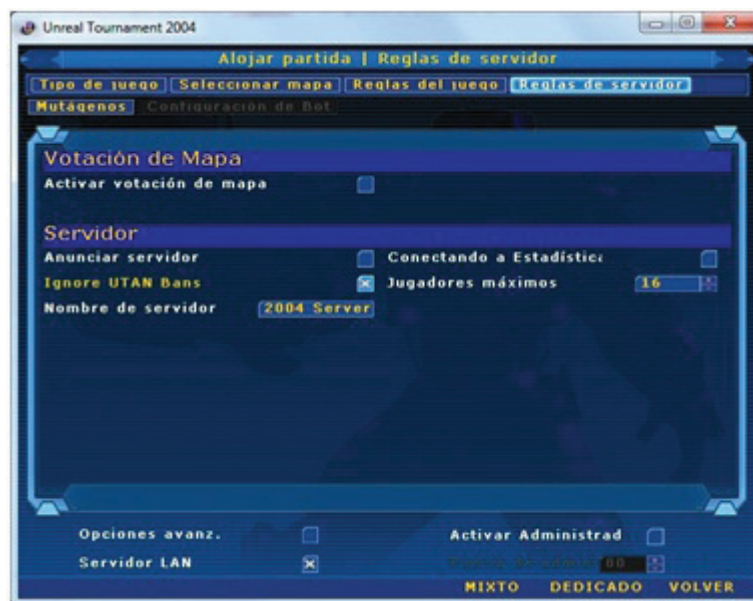 Unreal Tournament 2004
Alojar partida | Reglas de servidor
Tipo de juego Seleccionar mapa Reglas del juego Reglas de servidor
Mutágenos Configuración de Bot
Votación de Mapa
Activar votación de mapa
Servidor
Anunciar servidor Conectando a Estadístic
Ignore UTAN Bans Jugadores máximos 16
Nombre de servidor 2004 Server
Opciones avanz. Activar Administrad
Servidor LAN 80
MIXTO DEDICADO VOLVER